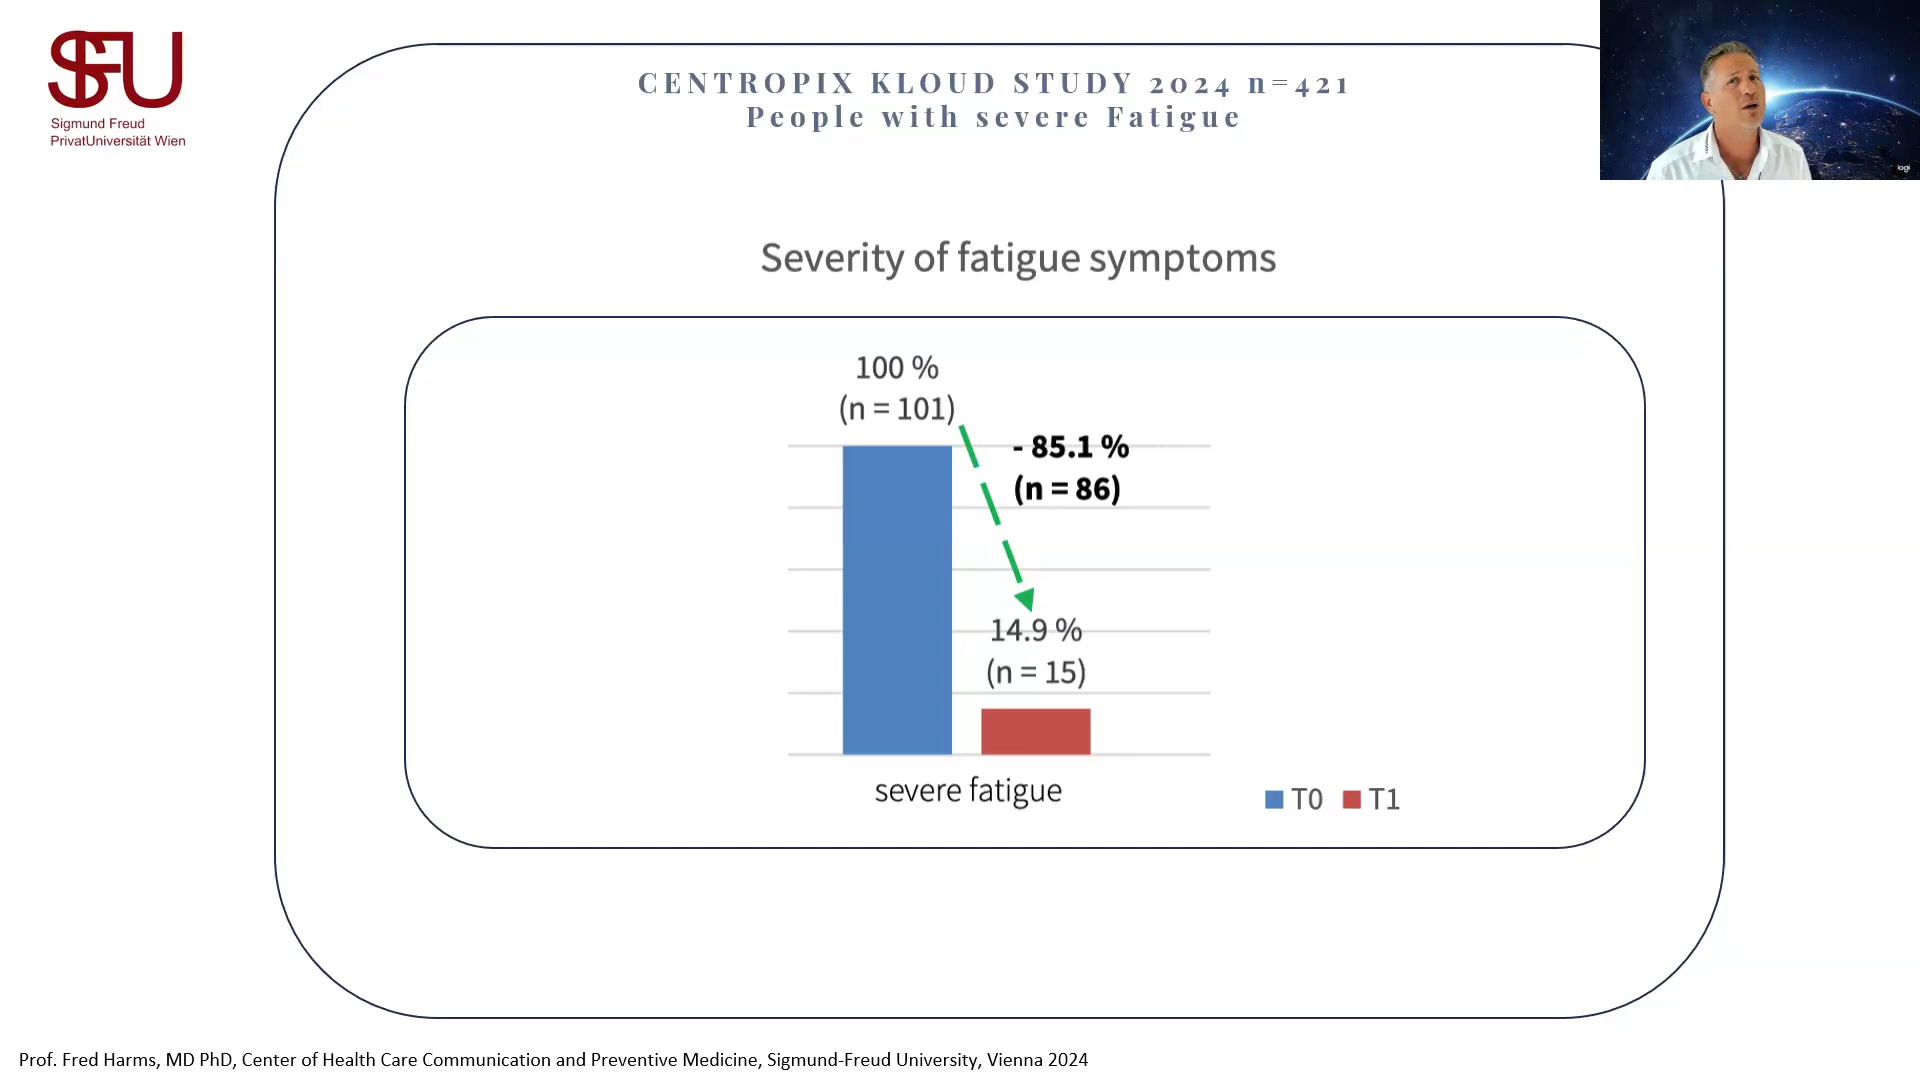 SFU
Sigmund Freud
PrivatUniversität Wien
CENTROPIX KLOUD STUDY 2024 n=421
People with severe Fatigue
logi
Severity of fatigue symptoms
100 %
(n = 101)
- 85.1 %
(n = 86)
14.9 %
(n = 15)
severe fatigue
T0 T1
Prof. Fred Harms, MD PhD, Center of Health Care Communication and Preventive Medicine, Sigmund-Freud University, Vienna 2024